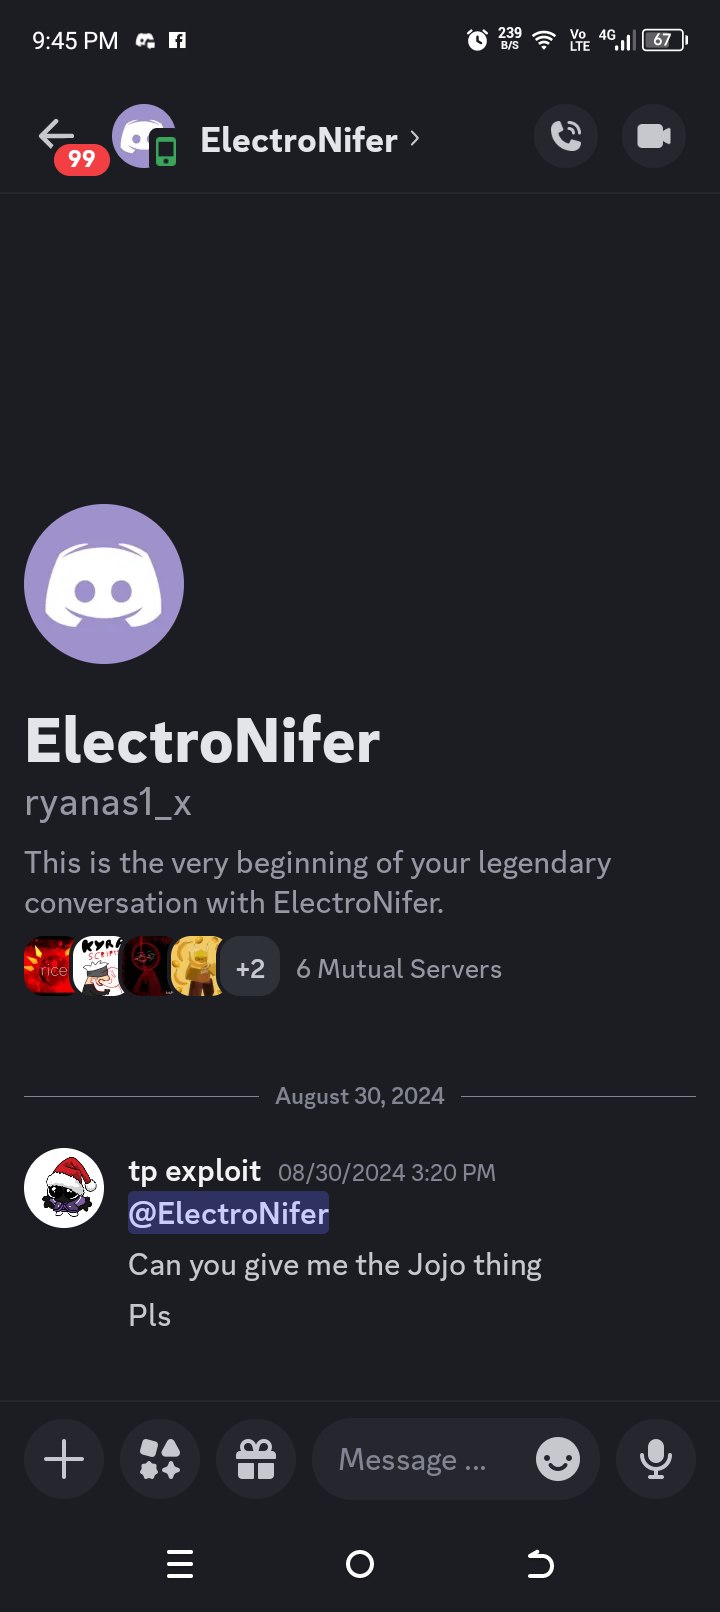 9:45 PM
239
B/S
Vo
LTE
4G
67
99
ElectroNifer
ElectroNifer
ryanas1_x
This is the very beginning of your legendary
conversation with ElectroNifer.
rice
+2
6 Mutual Servers
August 30, 2024
tp exploit 08/30/2024 3:20 PM
@ElectroNifer
Can you give me the Jojo thing
Pls
Message ...